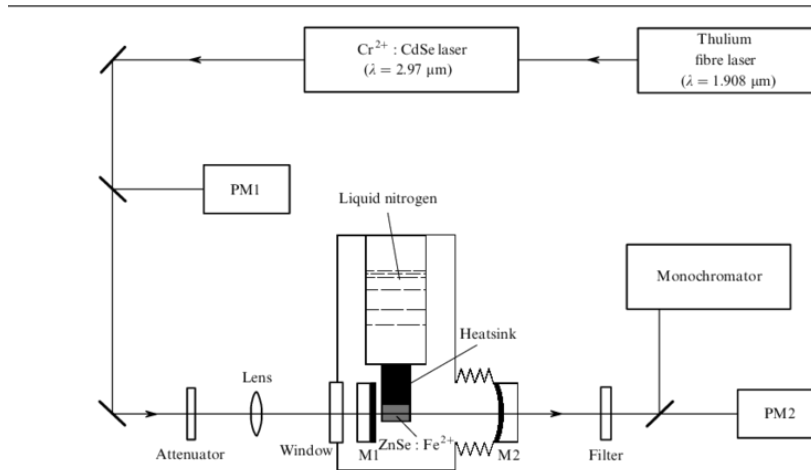 Cr²⁺ : CdSe laser
(λ = 2.97 μm)
Thulium
fibre laser
(λ = 1.908 μm)
PM1
Liquid nitrogen
Monochromator
Heatsink
Lens
PM2
Window
M1
ZnSe : Fe²⁺
M2
Filter
Attenuator